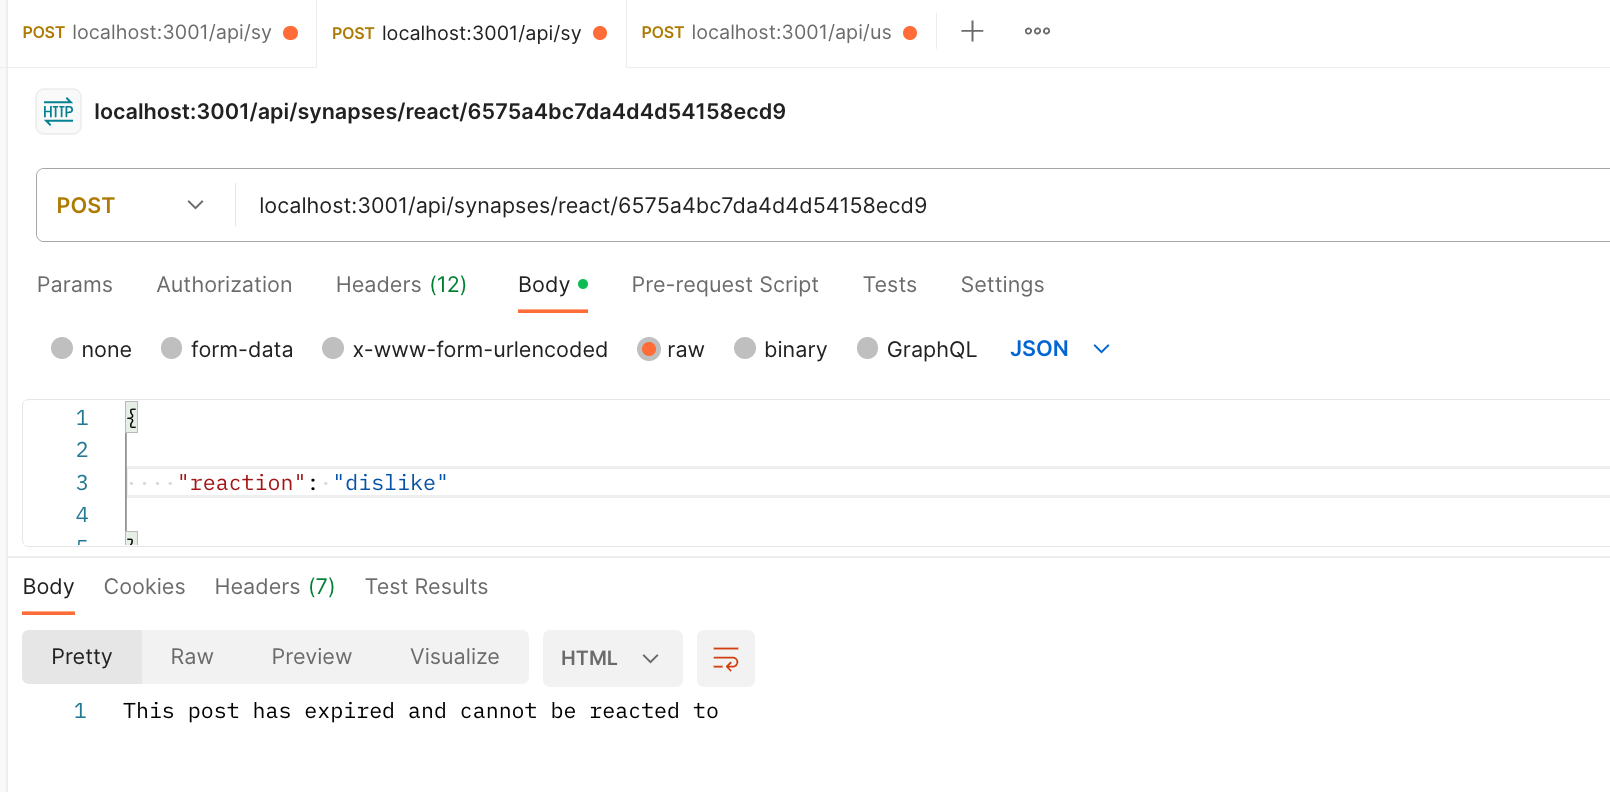 POST localhost:3001/api/sy POST localhost:3001/api/sy POST localhost:3001/api/us
HTTP localhost:3001/api/synapses/react/6575a4bc7da4d4d54158ecd9
POST localhost:3001/api/synapses/react/6575a4bc7da4d4d54158ecd9
Params Authorization Headers (12) Body Pre-request Script Tests Settings
none form-data x-www-form-urlencoded raw binary GraphQL JSON
1 {
2
3 "reaction": "dislike"
4
5 }
Body Cookies Headers (7) Test Results
Pretty Raw Preview Visualize HTML
1 This post has expired and cannot be reacted to